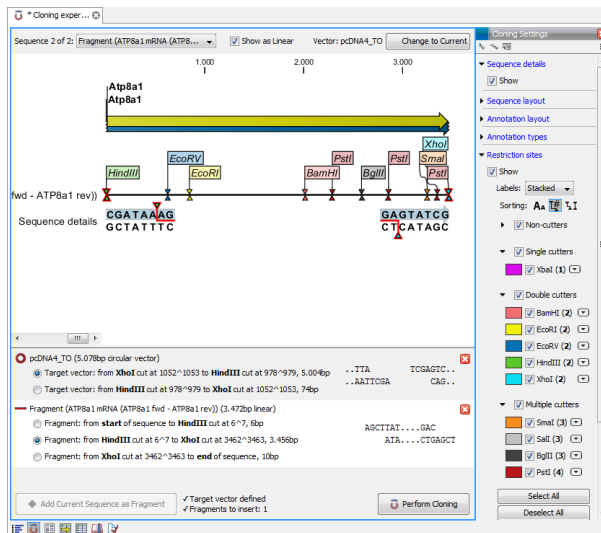 * Cloning exper...
Sequence 2 of 2: Fragment (ATP8a1 mRNA (ATP8... Show as Linear Vector: pcDNA4_TO Change to Current
1.000 2.000 3.000
Atp8a1
Atp8a1
XhoI
EcoRV PstI PstI SmaI
HindIII EcoRI BamHI BglII PstI
fwd - ATP8a1 rev))
Sequence details
CGATAAAG GAGTATCG
GCTATTTC CTCATAGC
pcDNA4_TO (5.078bp circular vector)
Target vector: from XhoI cut at 1052^1053 to HindIII cut at 978^979, 5.004bp ..TTA TCGAGTC..
Target vector: from HindIII cut at 978^979 to XhoI cut at 1052^1053, 74bp ..AATTCGA CAG..
Fragment (ATP8a1 mRNA (ATP8a1 fwd - ATP8a1 rev)) (3.472bp linear)
Fragment: from start of sequence to HindIII cut at 6^7, 6bp AGCTTAT....GAC
Fragment: from HindIII cut at 6^7 to XhoI cut at 3462^3463, 3.456bp ATA....CTGAGCT
Fragment: from XhoI cut at 3462^3463 to end of sequence, 10bp
Add Current Sequence as Fragment
✓Target vector defined
✓Fragments to insert: 1
Perform Cloning
Cloning Settings
Sequence details
Show
Sequence layout
Annotation layout
Annotation types
Restriction sites
Show
Labels: Stacked
Sorting:
Non-cutters
Single cutters
XbaI (1)
Double cutters
BamHI (2)
EcoRI (2)
EcoRV (2)
HindIII (2)
XhoI (2)
Multiple cutters
SmaI (3)
SalI (3)
BglII (3)
PstI (4)
Select All
Deselect All